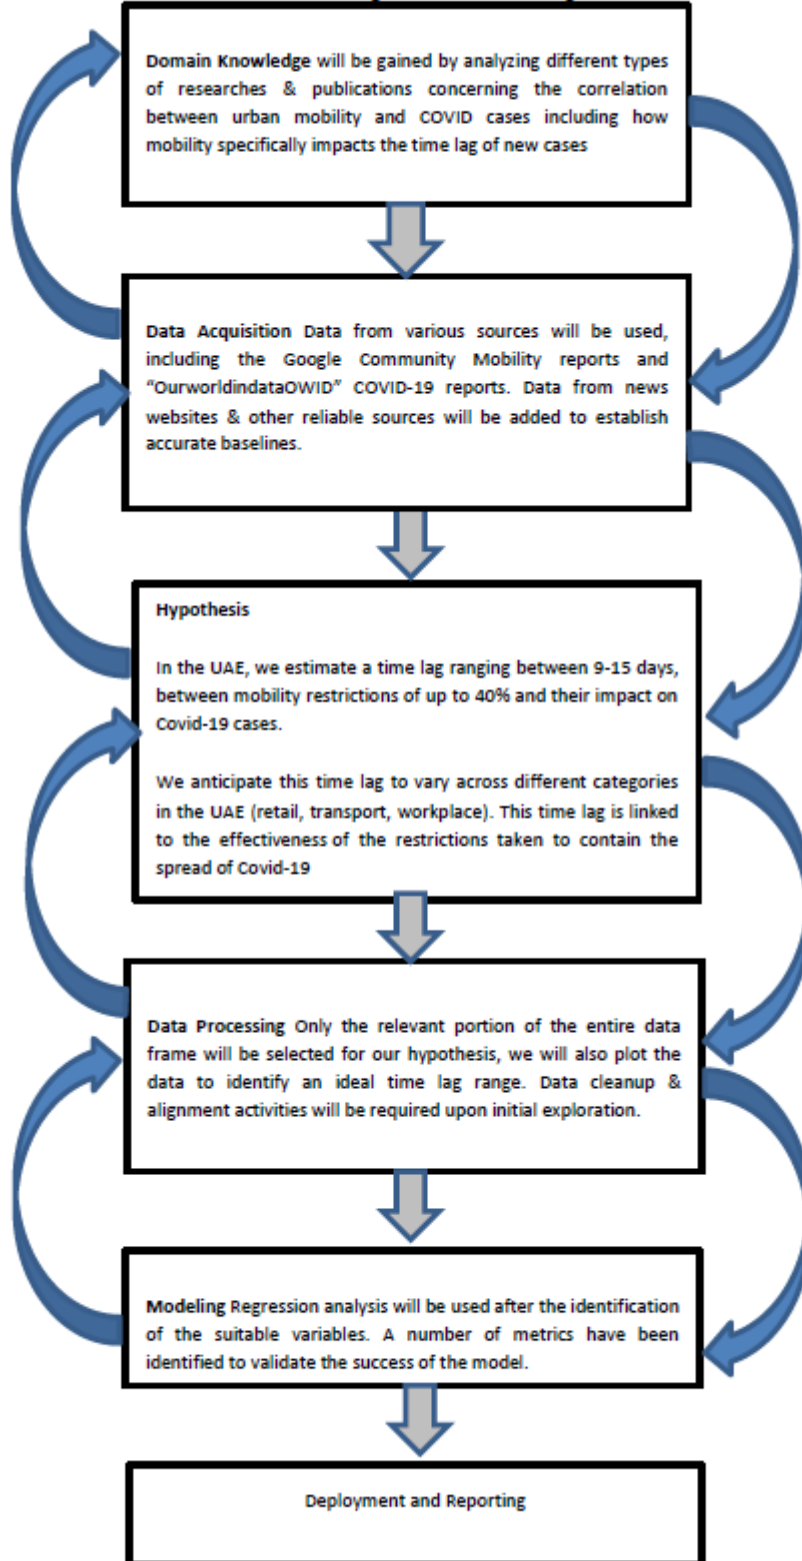 Domain Knowledge will be gained by analyzing different types
of researches & publications concerning the correlation
between urban mobility and COVID cases including how
mobility specifically impacts the time lag of new cases
Data Acquisition Data from various sources will be used,
including the Google Community Mobility reports and
“OurworldindataOWID” COVID-19 reports. Data from news
websites & other reliable sources will be added to establish
accurate baselines.
Hypothesis
In the UAE, we estimate a time lag ranging between 9-15 days,
between mobility restrictions of up to 40% and their impact on
Covid-19 cases.
We anticipate this time lag to vary across different categories
in the UAE (retail, transport, workplace). This time lag is linked
to the effectiveness of the restrictions taken to contain the
spread of Covid-19
Data Processing Only the relevant portion of the entire data
frame will be selected for our hypothesis, we will also plot the
data to identify an ideal time lag range. Data cleanup &
alignment activities will be required upon initial exploration.
Modeling Regression analysis will be used after the identification
of the suitable variables. A number of metrics have been
identified to validate the success of the model.
Deployment and Reporting